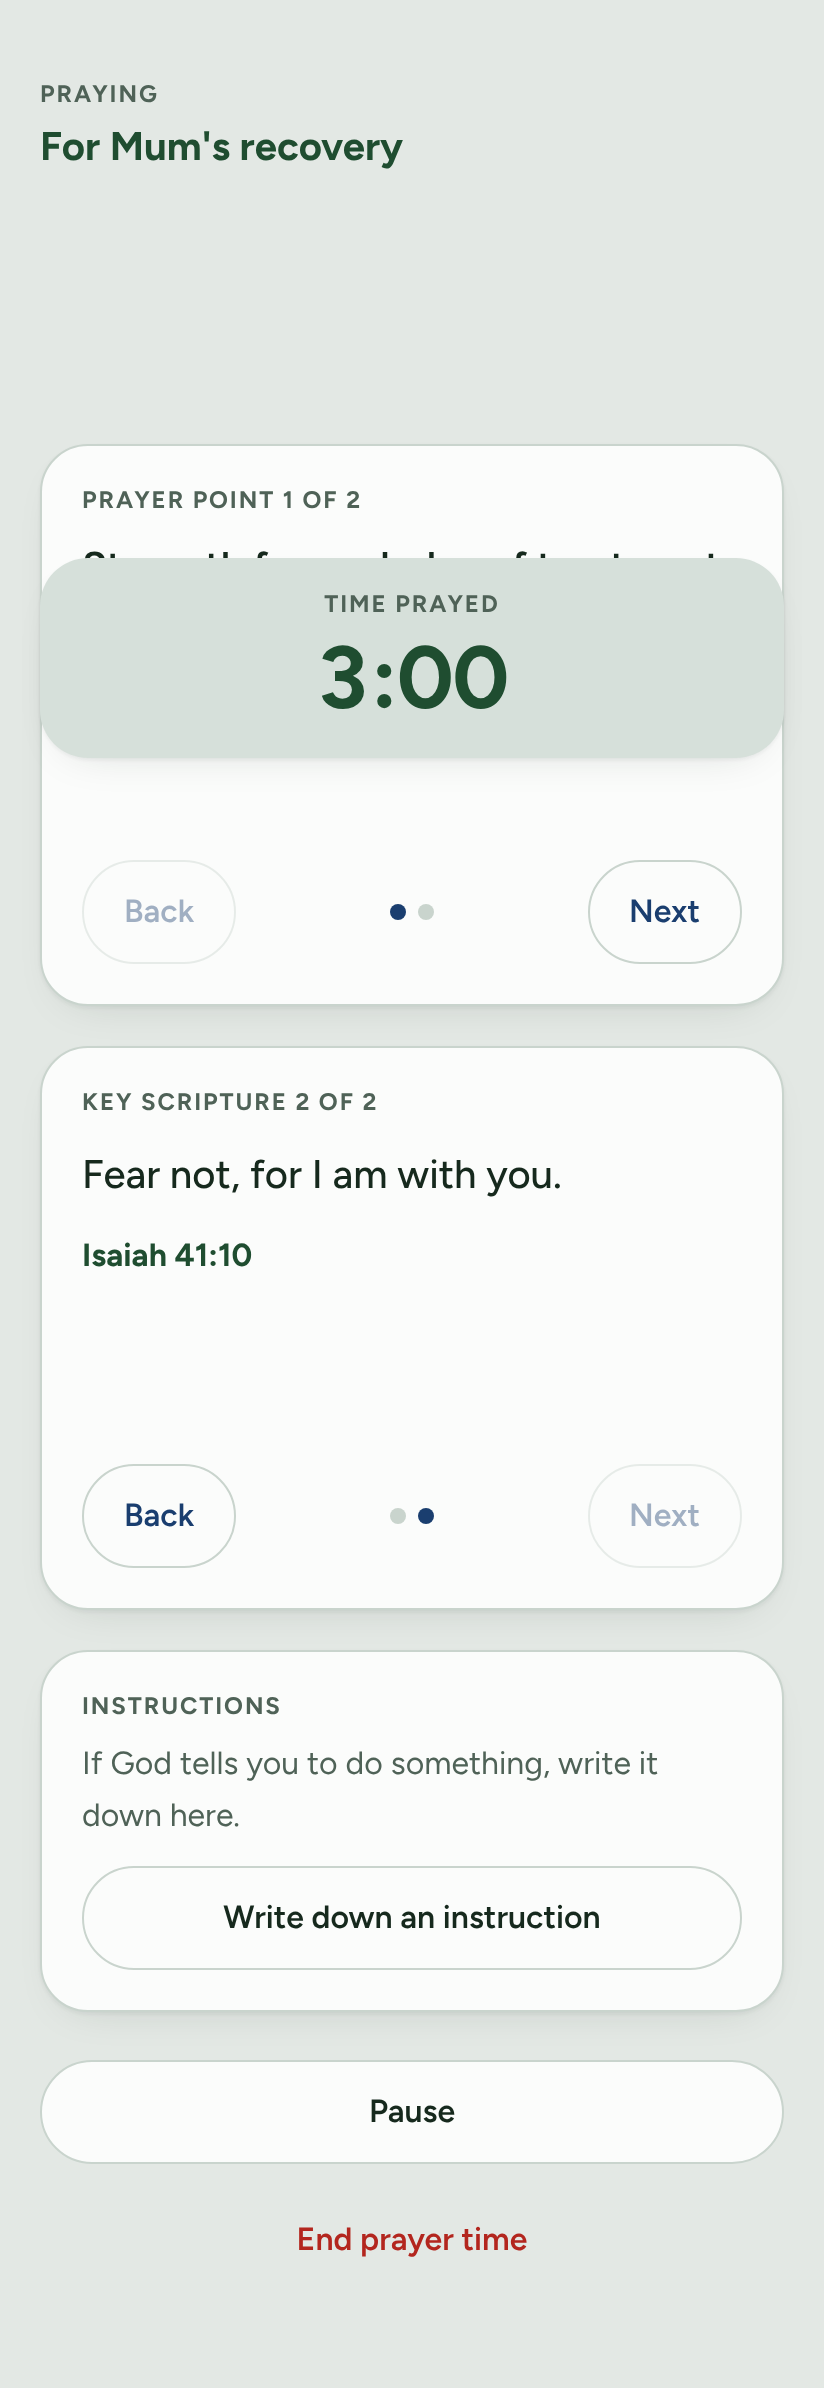 PRAYING
For Mum's recovery
PRAYER POINT 1 OF 2
TIME PRAYED
3:00
Back
Next
KEY SCRIPTURE 2 OF 2
Fear not, for I am with you.
Isaiah 41:10
Back
Next
INSTRUCTIONS
If God tells you to do something, write it
down here.
Write down an instruction
Pause
End prayer time